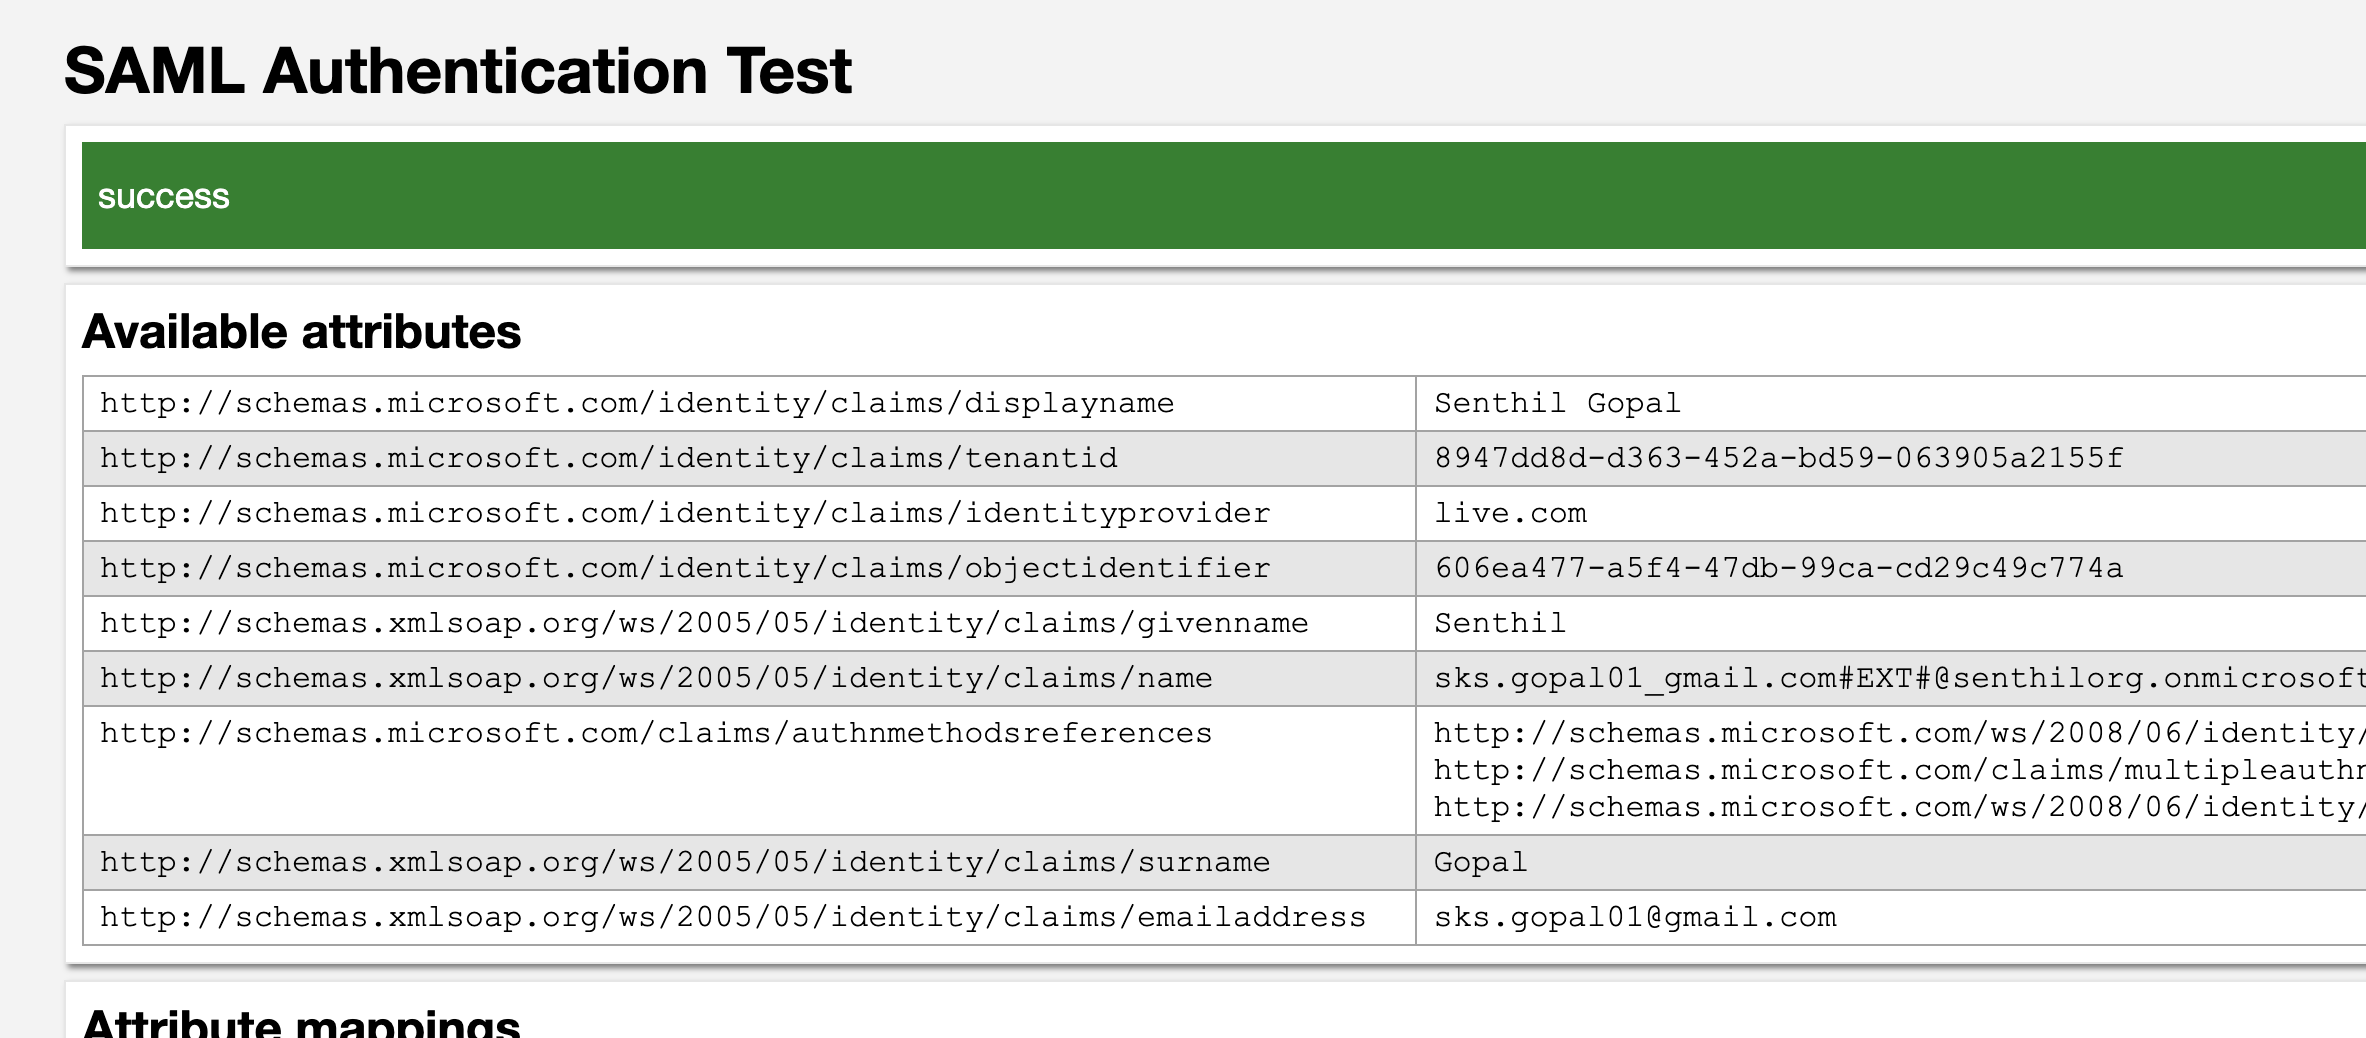 SAML Authentication Test
success
Available attributes
http://schemas.microsoft.com/identity/claims/displayname Senthil Gopal
http://schemas.microsoft.com/identity/claims/tenantid 8947dd8d-d363-452a-bd59-063905a2155f
http://schemas.microsoft.com/identity/claims/identityprovider live.com
http://schemas.microsoft.com/identity/claims/objectidentifier 606ea477-a5f4-47db-99ca-cd29c49c774a
http://schemas.xmlsoap.org/ws/2005/05/identity/claims/givenname Senthil
http://schemas.xmlsoap.org/ws/2005/05/identity/claims/name sks.gopal01_gmail.com#EXT#@senthilorg.onmicrosoft
http://schemas.microsoft.com/claims/authnmethodsreferences http://schemas.microsoft.com/ws/2008/06/identity/
http://schemas.microsoft.com/claims/multipleauthn
http://schemas.microsoft.com/ws/2008/06/identity/
http://schemas.xmlsoap.org/ws/2005/05/identity/claims/surname Gopal
http://schemas.xmlsoap.org/ws/2005/05/identity/claims/emailaddress sks.gopal01@gmail.com
Attribute mappings